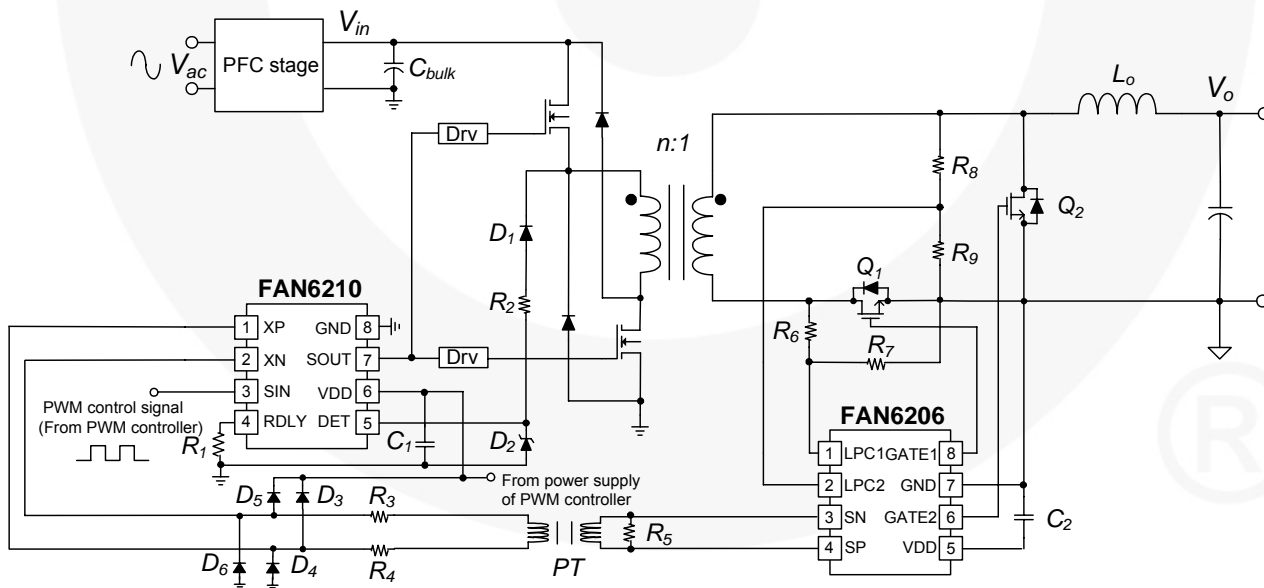 V_in
V_ac
PFC stage
C_bulk
Drv
n:1
L_o
V_o
R_8
Q_2
D_1
R_9
Q_1
R_2
R_6
R_7
FAN6210
1 XP GND 8
2 XN SOUT 7
3 SIN VDD 6
4 RDLY DET 5
Drv
PWM control signal
(From PWM controller)
R_1
C_1
D_2
FAN6206
1 LPC1 GATE1 8
2 LPC2 GND 7
3 SN GATE2 6
4 SP VDD 5
C_2
From power supply
of PWM controller
D_5
D_3
R_3
R_5
D_6
D_4
R_4
PT
®